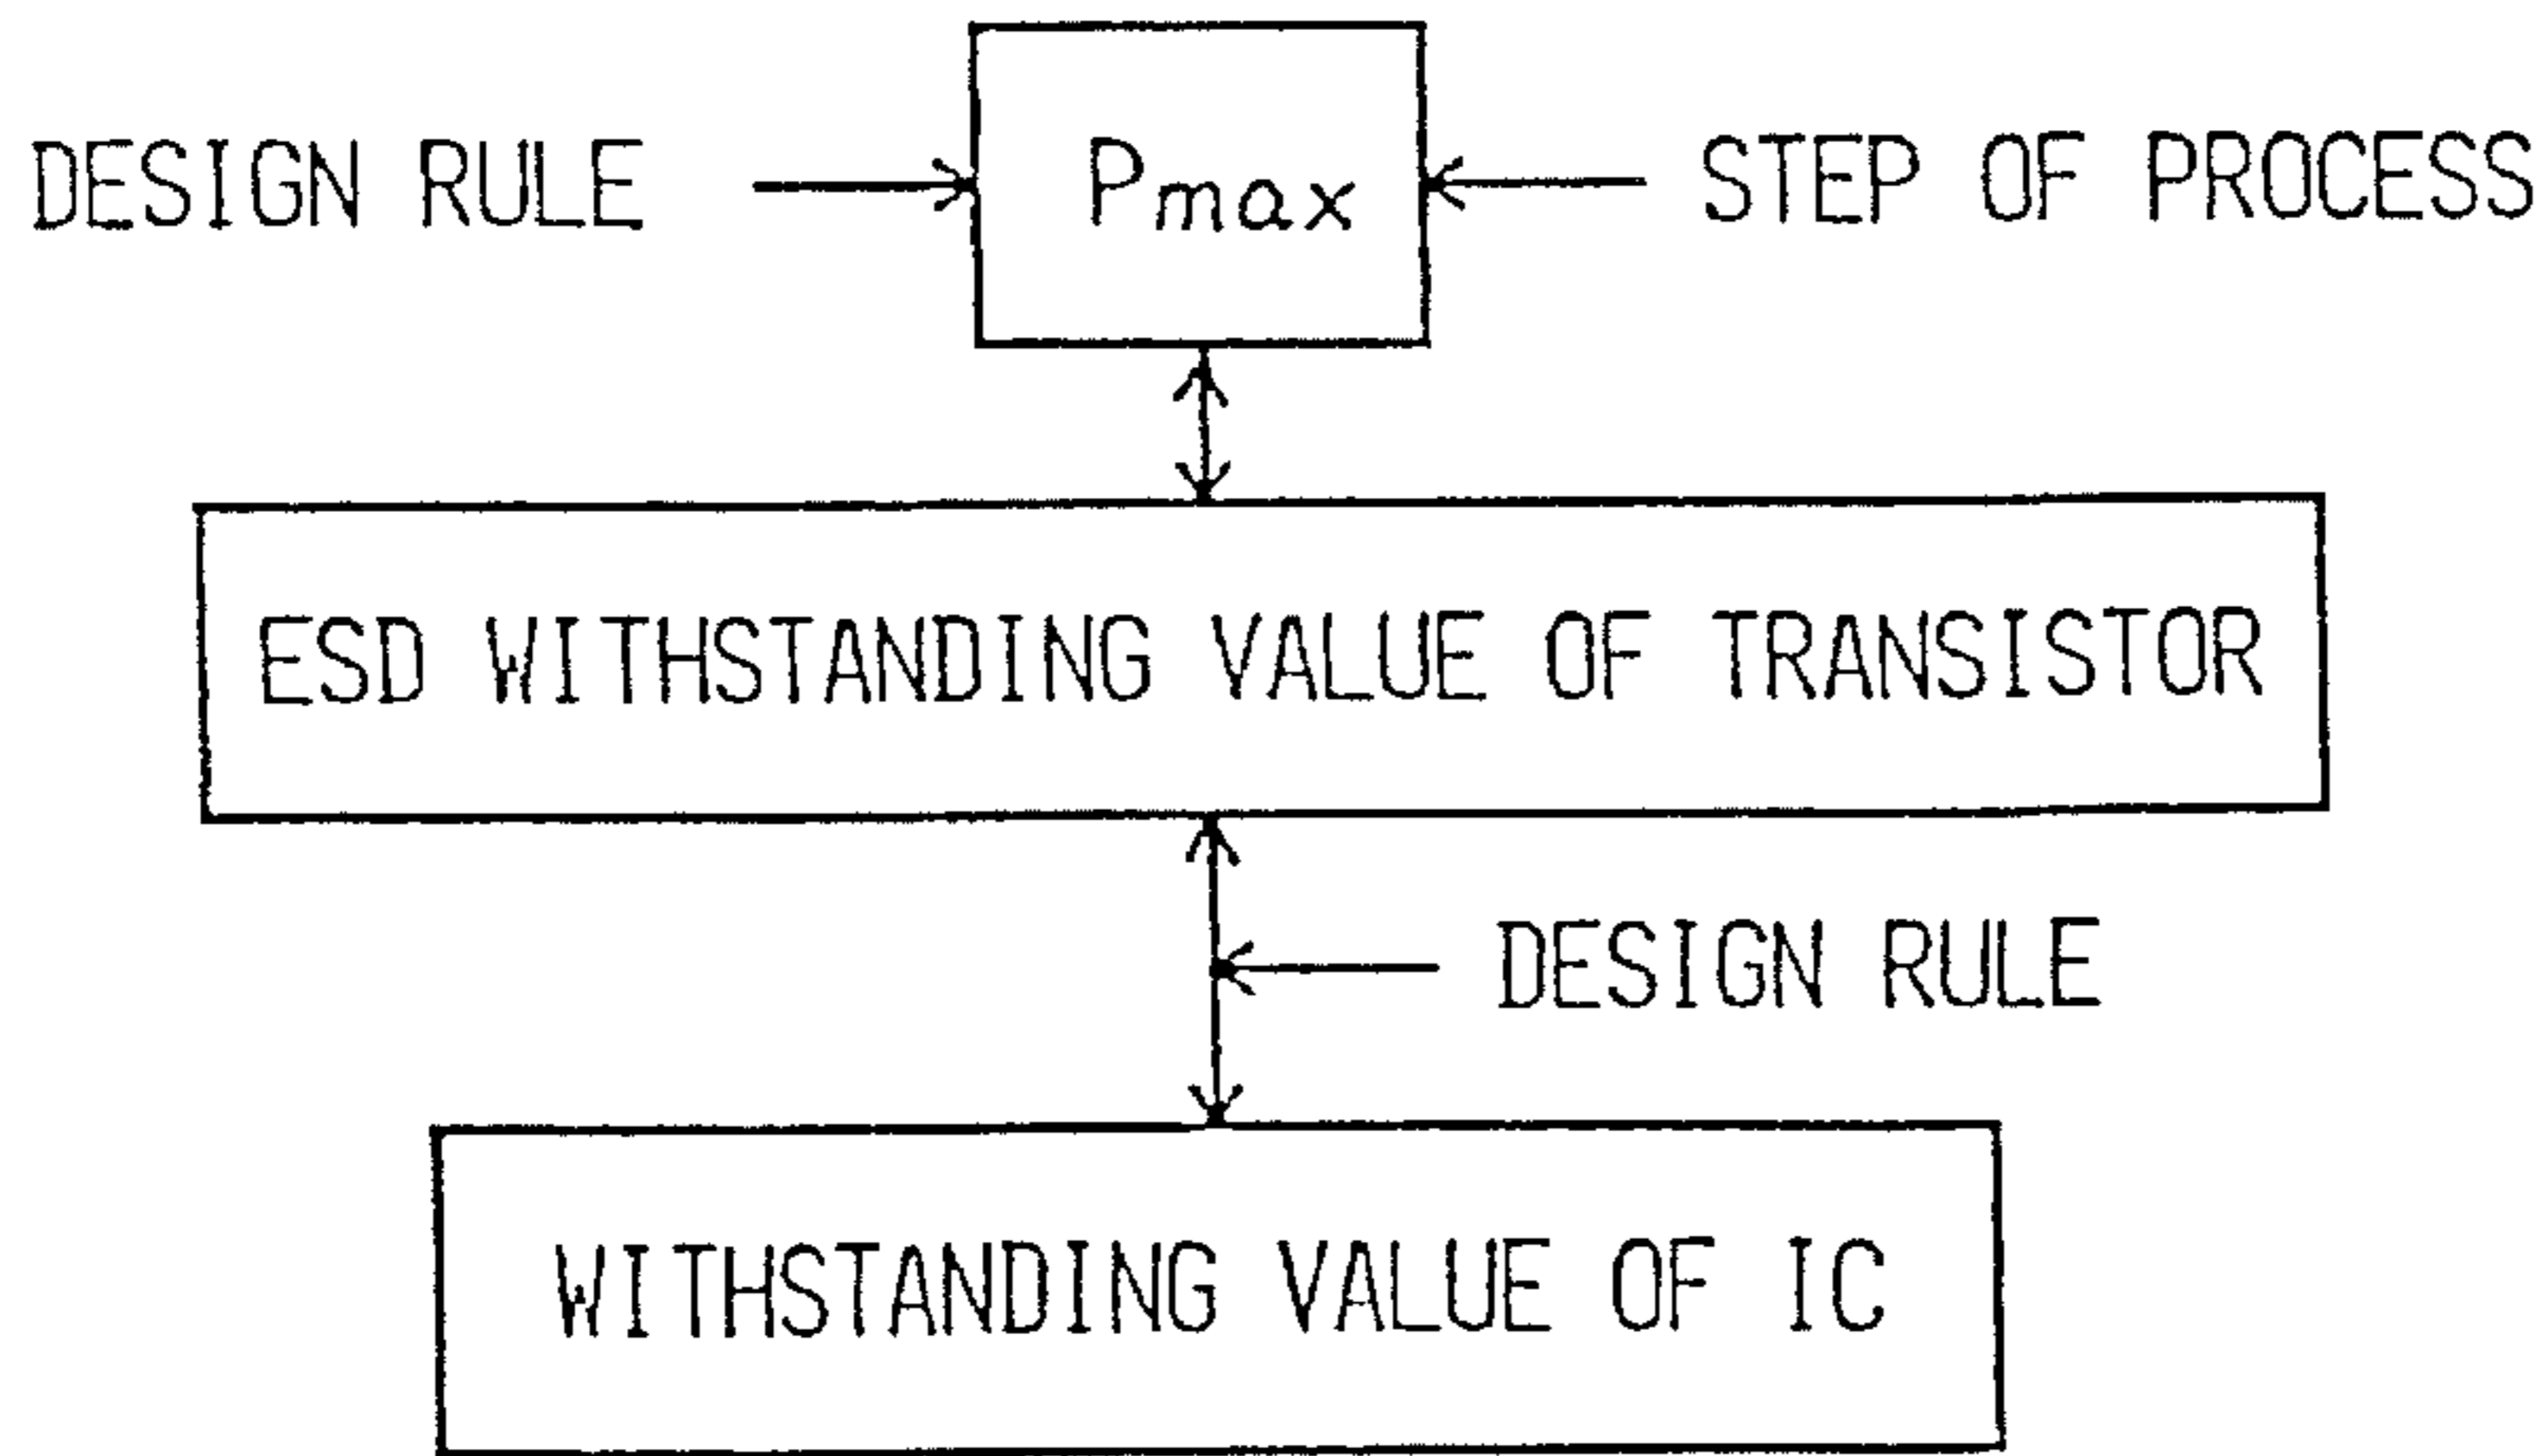 DESIGN RULE
Pmax
STEP OF PROCESS
ESD WITHSTANDING VALUE OF TRANSISTOR
DESIGN RULE
WITHSTANDING VALUE OF IC